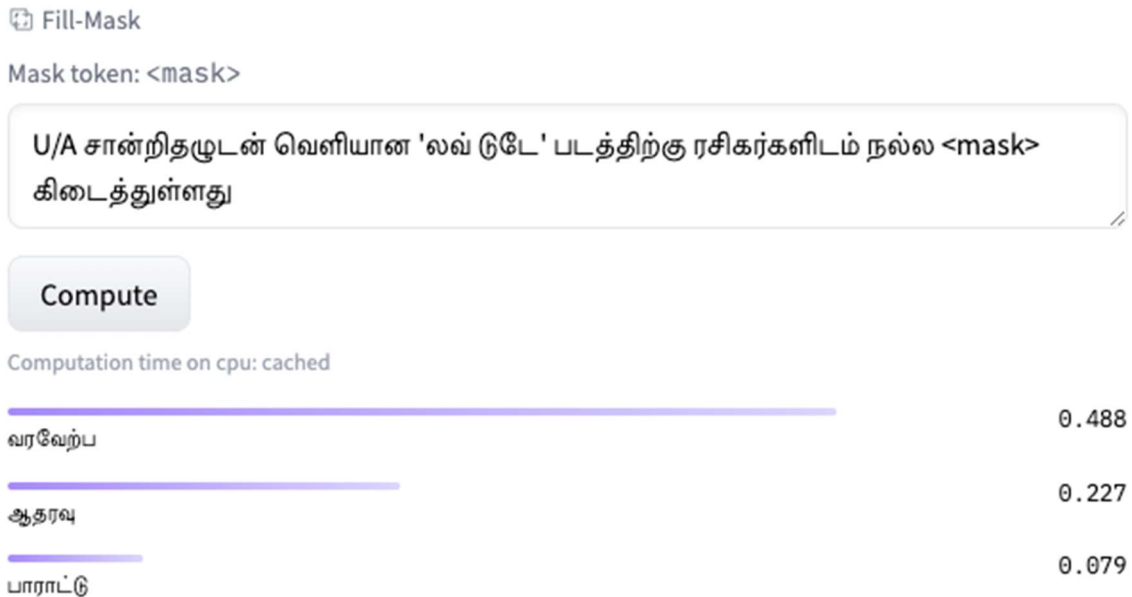 Fill-Mask
Mask token: <mask>
U/A சான்றிதழுடன் வெளியான 'லவ் டுடே' படத்திற்கு ரசிகர்களிடம் நல்ல <mask>
கிடைத்துள்ளது
Compute
Computation time on cpu: cached
0.488
வரவேற்ப
0.227
ஆதரவு
0.079
பாராட்டு